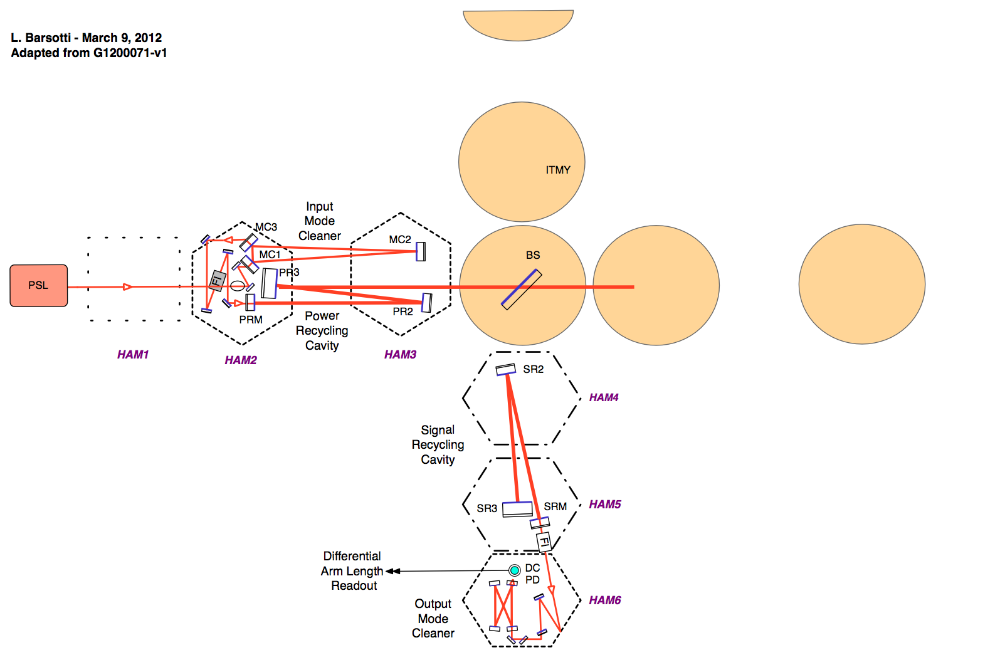 L. Barsotti - March 9, 2012
Adapted from G1200071-v1
ITMY
Input
Mode
Cleaner
MC3
MC2
MC1
BS
PR3
FI
PSL
PR2
PRM
Power
Recycling
Cavity
HAM1
HAM2
HAM3
SR2
HAM4
Signal
Recycling
Cavity
SR3
SRM
HAM5
FI
Differential
Arm Length
Readout
DC
PD
HAM6
Output
Mode
Cleaner